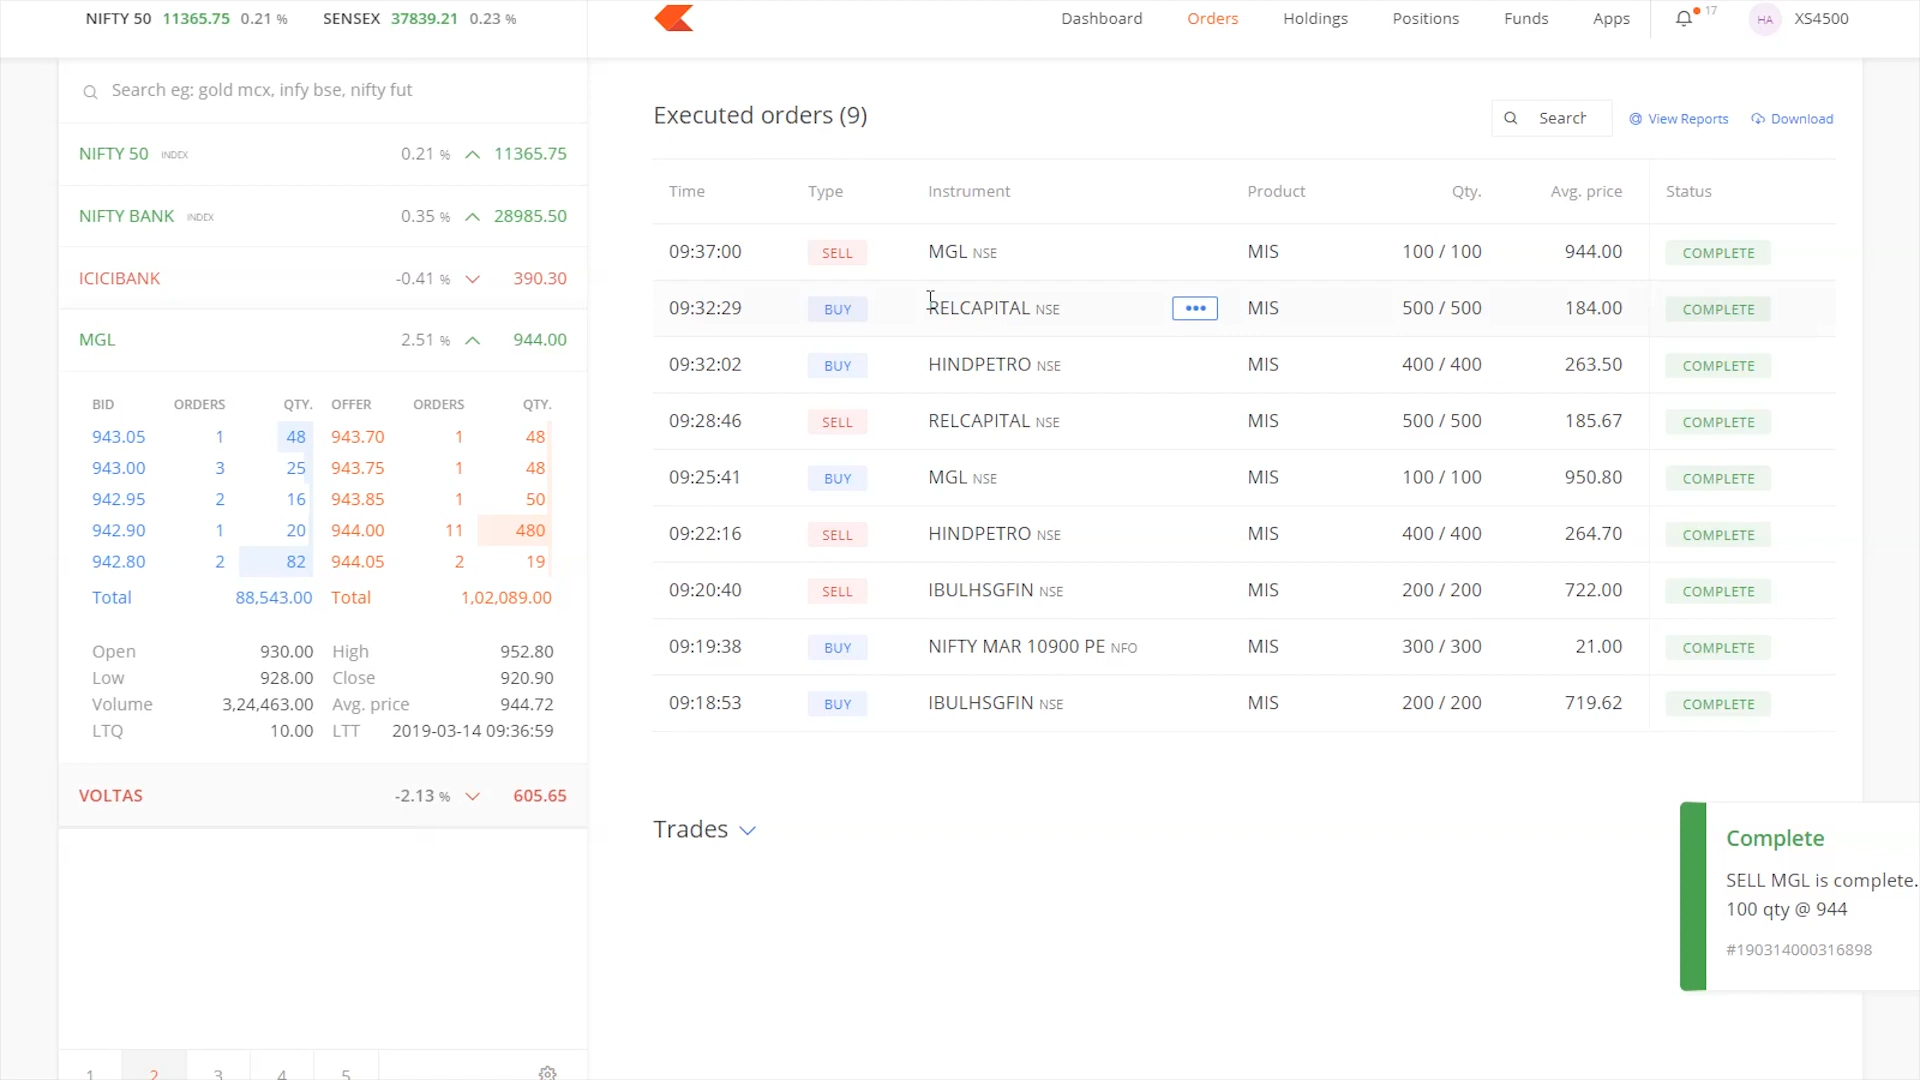 NIFTY 50 11365.75 0.21 % SENSEX 37839.21 0.23 %
Dashboard Orders Holdings Positions Funds Apps 17 HA XS4500
Search eg: gold mcx, infy bse, nifty fut
NIFTY 50 INDEX 0.21 % 11365.75
NIFTY BANK INDEX 0.35 % 28985.50
ICICIBANK -0.41 % 390.30
MGL 2.51 % 944.00
BID ORDERS QTY. OFFER ORDERS QTY.
943.05 1 48 943.70 1 48
943.00 3 25 943.75 1 48
942.95 2 16 943.85 1 50
942.90 1 20 944.00 11 480
942.80 2 82 944.05 2 19
Total 88,543.00 Total 1,02,089.00
Open 930.00 High 952.80
Low 928.00 Close 920.90
Volume 3,24,463.00 Avg. price 944.72
LTQ 10.00 LTT 2019-03-14 09:36:59
VOLTAS -2.13 % 605.65
1 2 3 4 5
Executed orders (9)
Search View Reports Download
Time Type Instrument Product Qty. Avg. price Status
09:37:00 SELL MGL NSE MIS 100 / 100 944.00 COMPLETE
09:32:29 BUY RELCAPITAL NSE MIS 500 / 500 184.00 COMPLETE
09:32:02 BUY HINDPETRO NSE MIS 400 / 400 263.50 COMPLETE
09:28:46 SELL RELCAPITAL NSE MIS 500 / 500 185.67 COMPLETE
09:25:41 BUY MGL NSE MIS 100 / 100 950.80 COMPLETE
09:22:16 SELL HINDPETRO NSE MIS 400 / 400 264.70 COMPLETE
09:20:40 SELL IBULHSGFIN NSE MIS 200 / 200 722.00 COMPLETE
09:19:38 BUY NIFTY MAR 10900 PE NFO MIS 300 / 300 21.00 COMPLETE
09:18:53 BUY IBULHSGFIN NSE MIS 200 / 200 719.62 COMPLETE
Trades
Complete
SELL MGL is complete.
100 qty @ 944
#190314000316898